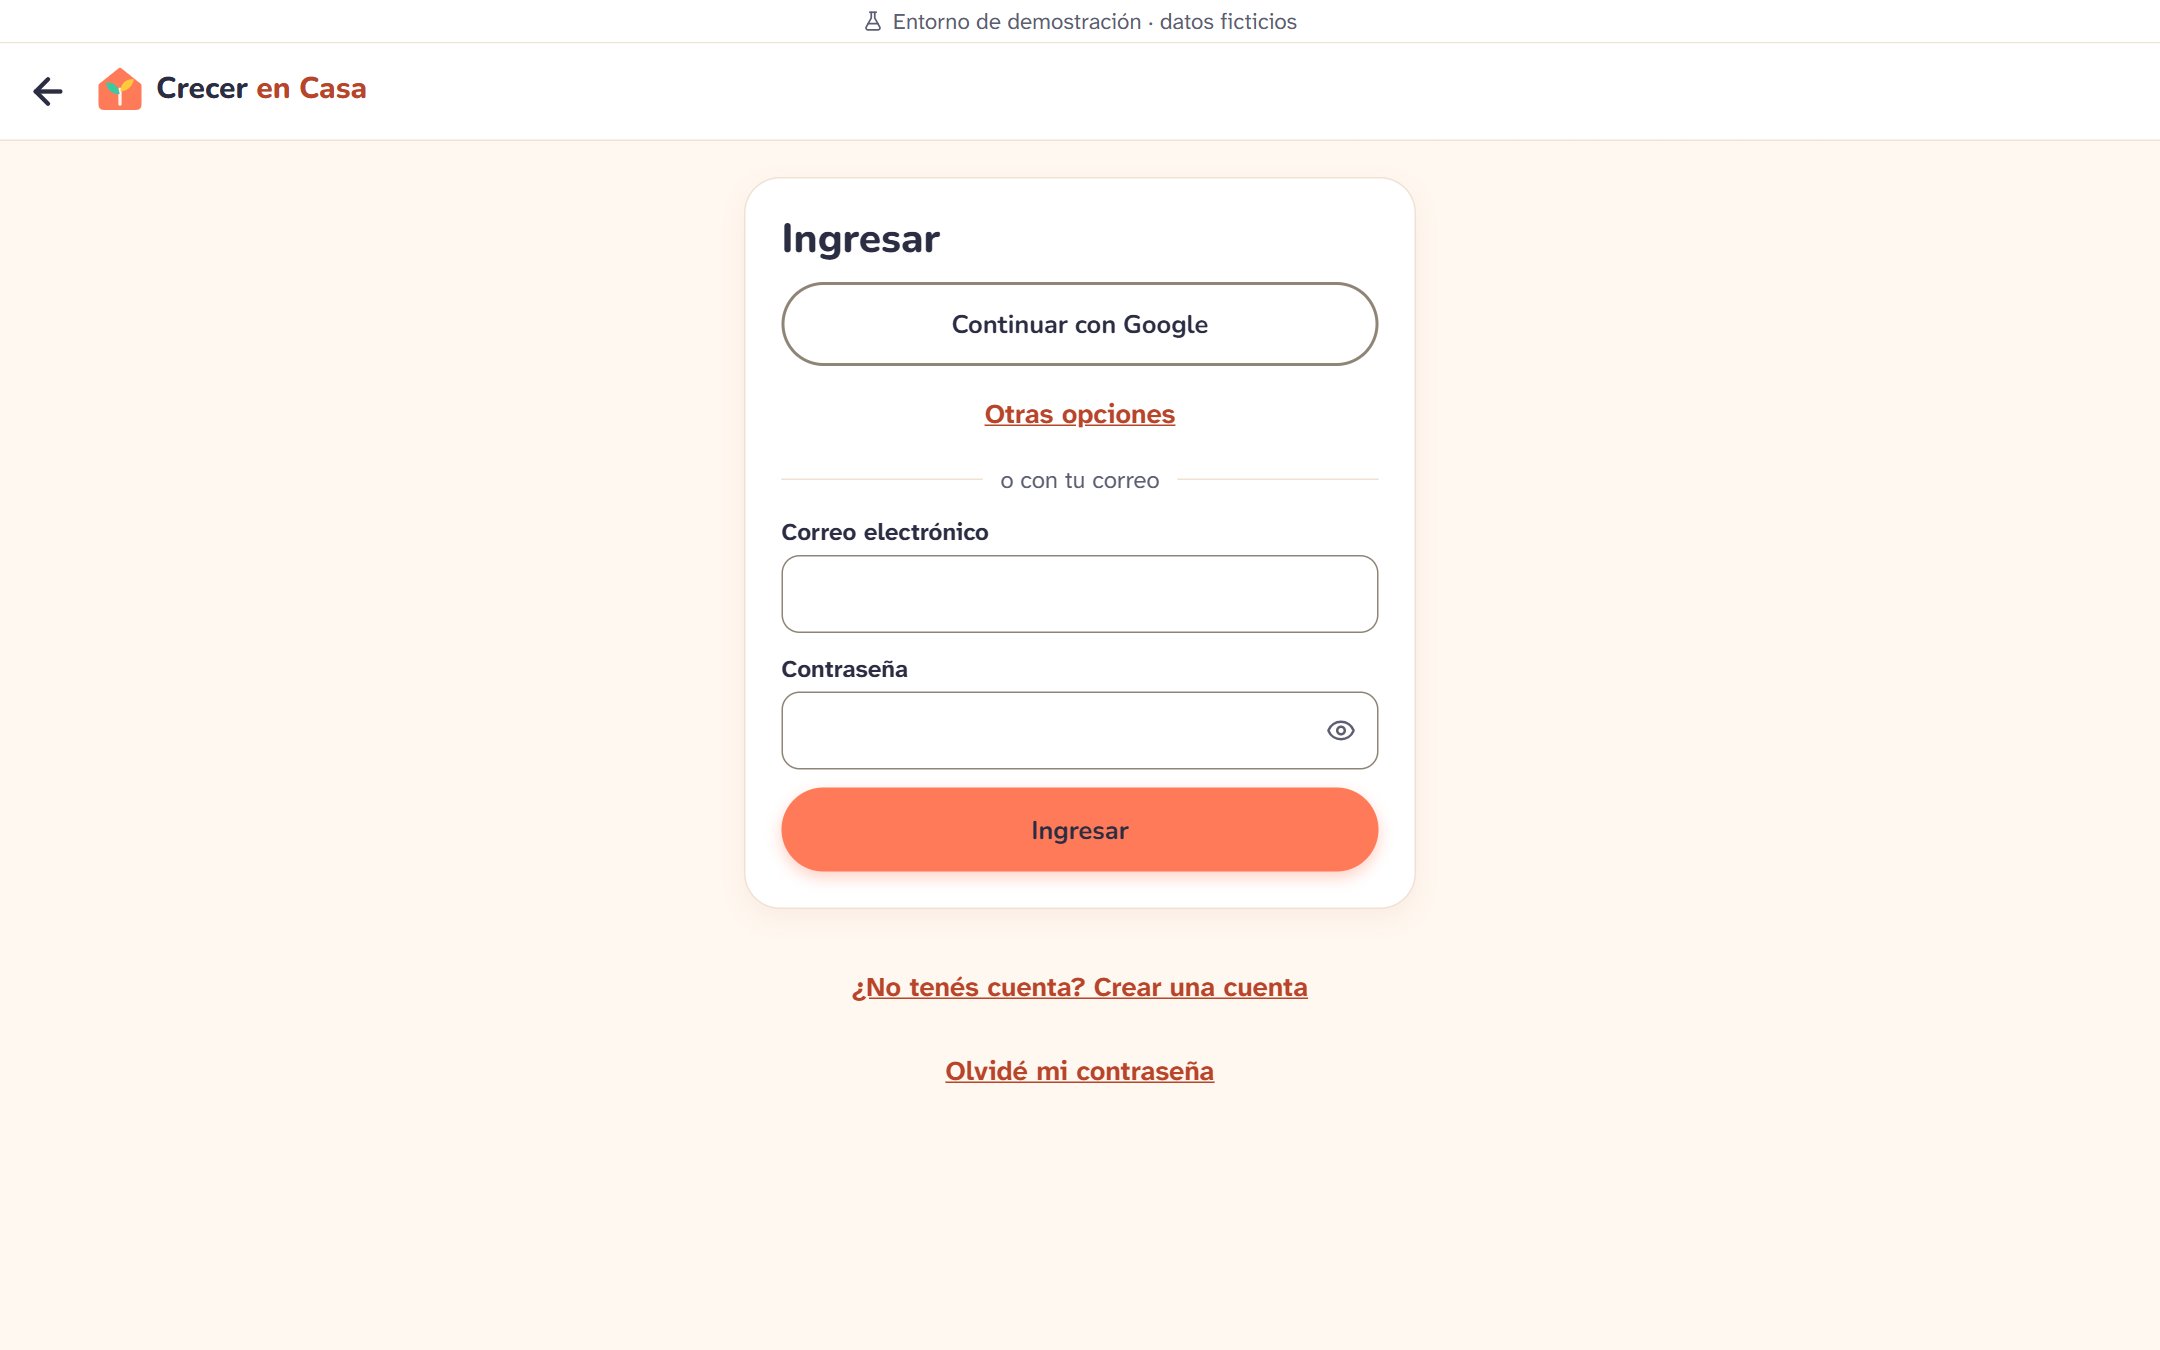 Entorno de demostración · datos ficticios
Crecer en Casa
Ingresar
Continuar con Google
Otras opciones
o con tu correo
Correo electrónico
Contraseña
Ingresar
¿No tenés cuenta? Crear una cuenta
Olvidé mi contraseña